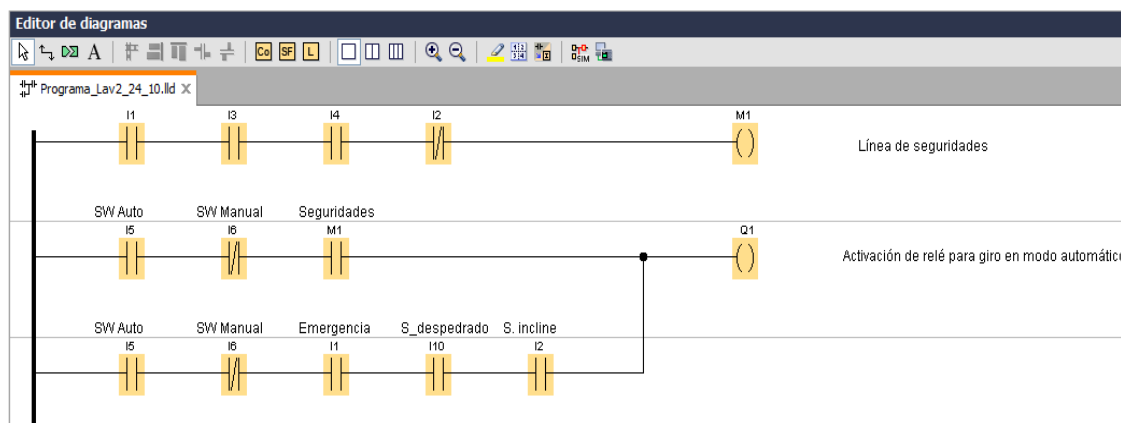 Editor de diagramas
A Co SF L
Programa_Lav2_24_10.lld X
I1 I3 I4 I2 M1
Línea de seguridades
SW Auto SW Manual Seguridades
I5 I6 M1 Q1
Activación de relé para giro en modo automátic
SW Auto SW Manual Emergencia S_despedrado S. incline
I5 I6 I1 I10 I2